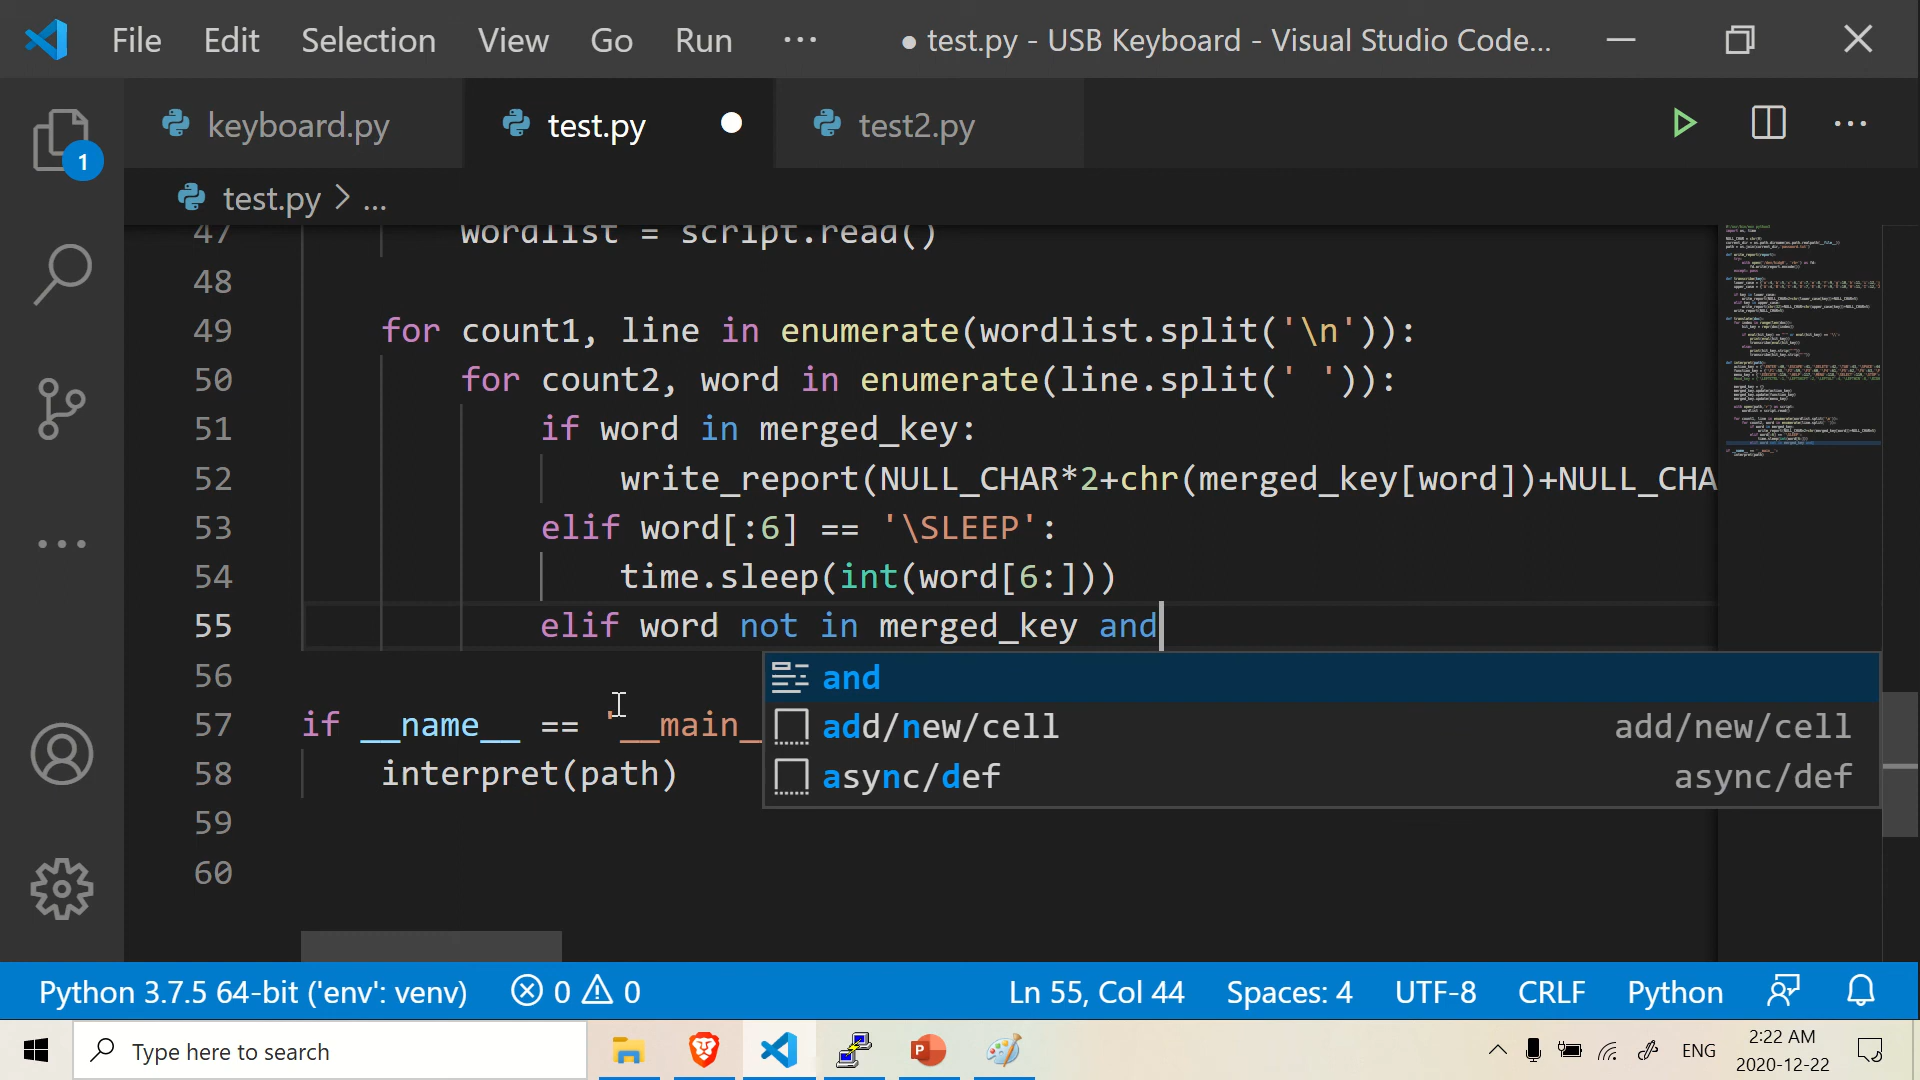 File Edit Selection View Go Run ··· ● test.py - USB Keyboard - Visual Studio Code...
keyboard.py test.py test2.py
1
test.py > ...
47 wordlist = script.read()
48
49 for count1, line in enumerate(wordlist.split('\n')):
50 for count2, word in enumerate(line.split(' ')):
51 if word in merged_key:
52 write_report(NULL_CHAR*2+chr(merged_key[word])+NULL_CHA
53 elif word[:6] == '\SLEEP':
54 time.sleep(int(word[6:]))
55 elif word not in merged_key and
56
and
57 if __name__ == '__main_
add/new/cell add/new/cell
58 interpret(path)
async/def async/def
59
60
Python 3.7.5 64-bit ('env': venv) 0 0 Ln 55, Col 44 Spaces: 4 UTF-8 CRLF Python
Type here to search
ENG
2:22 AM
2020-12-22